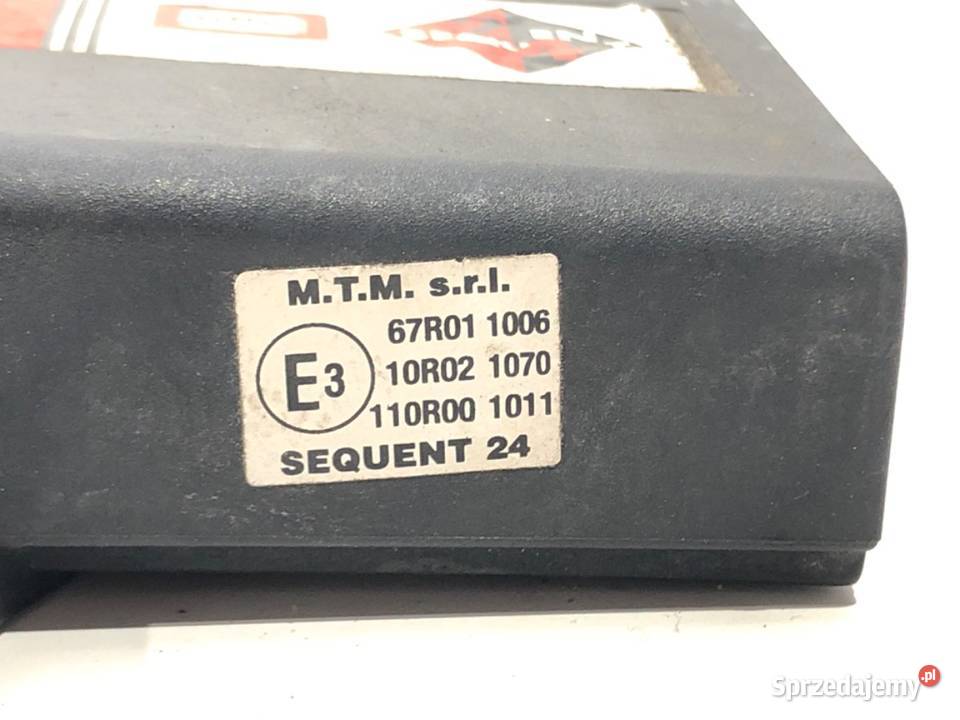 M.T.M. s.r.l.
E3
67R01 1006
10R02 1070
110R00 1011
SEQUENT 24
Sprzedajemy.pl